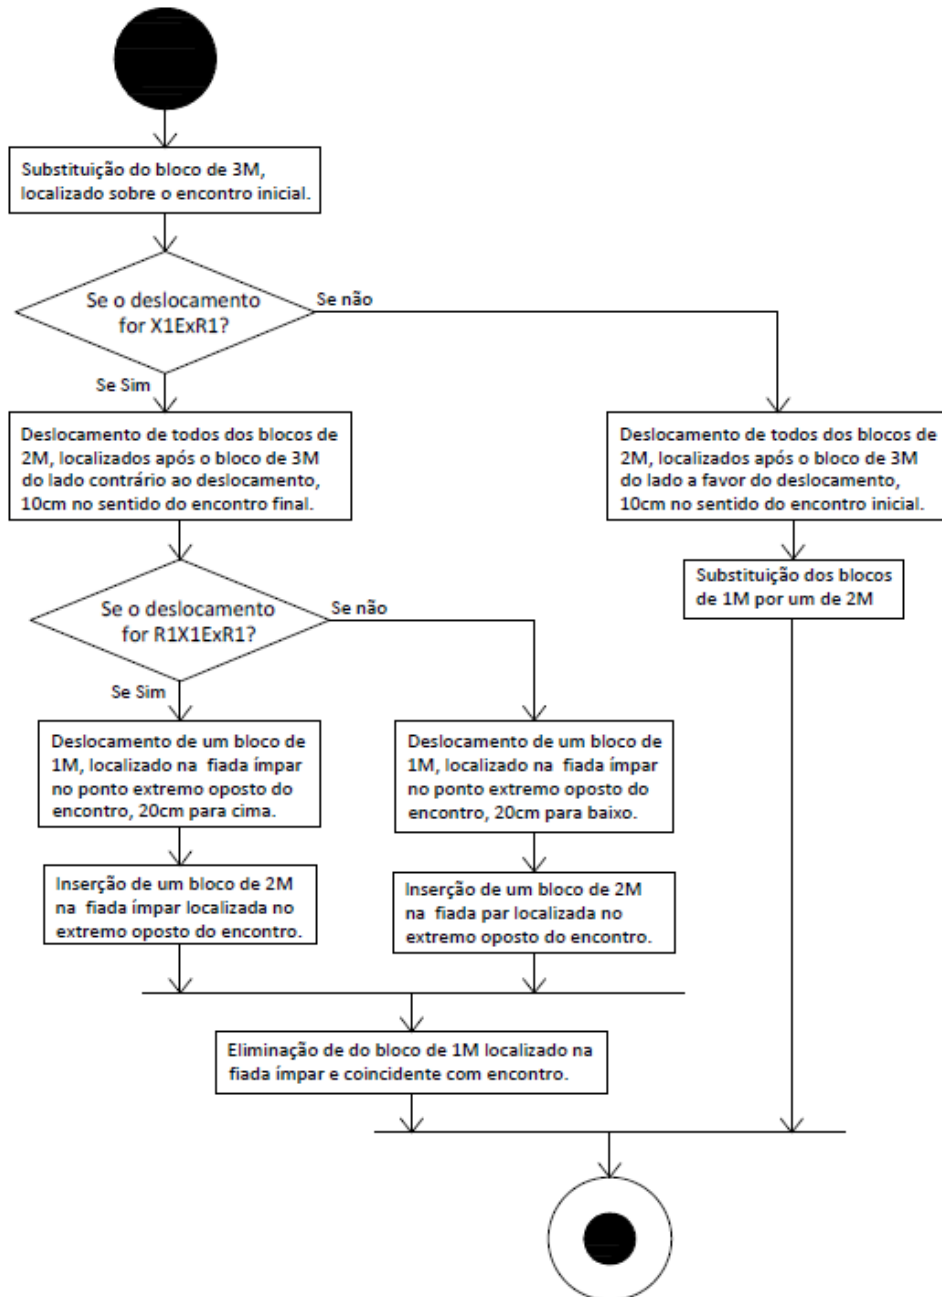 Substituição do bloco de 3M,
localizado sobre o encontro inicial.
Se o deslocamento
for X1ExR1?
Se não
Se Sim
Deslocamento de todos dos blocos de
2M, localizados após o bloco de 3M
do lado contrário ao deslocamento,
10cm no sentido do encontro final.
Deslocamento de todos dos blocos de
2M, localizados após o bloco de 3M
do lado a favor do deslocamento,
10cm no sentido do encontro inicial.
Substituição dos blocos
de 1M por um de 2M
Se o deslocamento
for R1X1ExR1?
Se não
Se Sim
Deslocamento de um bloco de
1M, localizado na fiada ímpar
no ponto extremo oposto do
encontro, 20cm para cima.
Deslocamento de um bloco de
1M, localizado na fiada ímpar
no ponto extremo oposto do
encontro, 20cm para baixo.
Inserção de um bloco de 2M
na fiada ímpar localizada no
extremo oposto do encontro.
Inserção de um bloco de 2M
na fiada par localizada no
extremo oposto do encontro.
Eliminação de do bloco de 1M localizado na
fiada ímpar e coincidente com encontro.